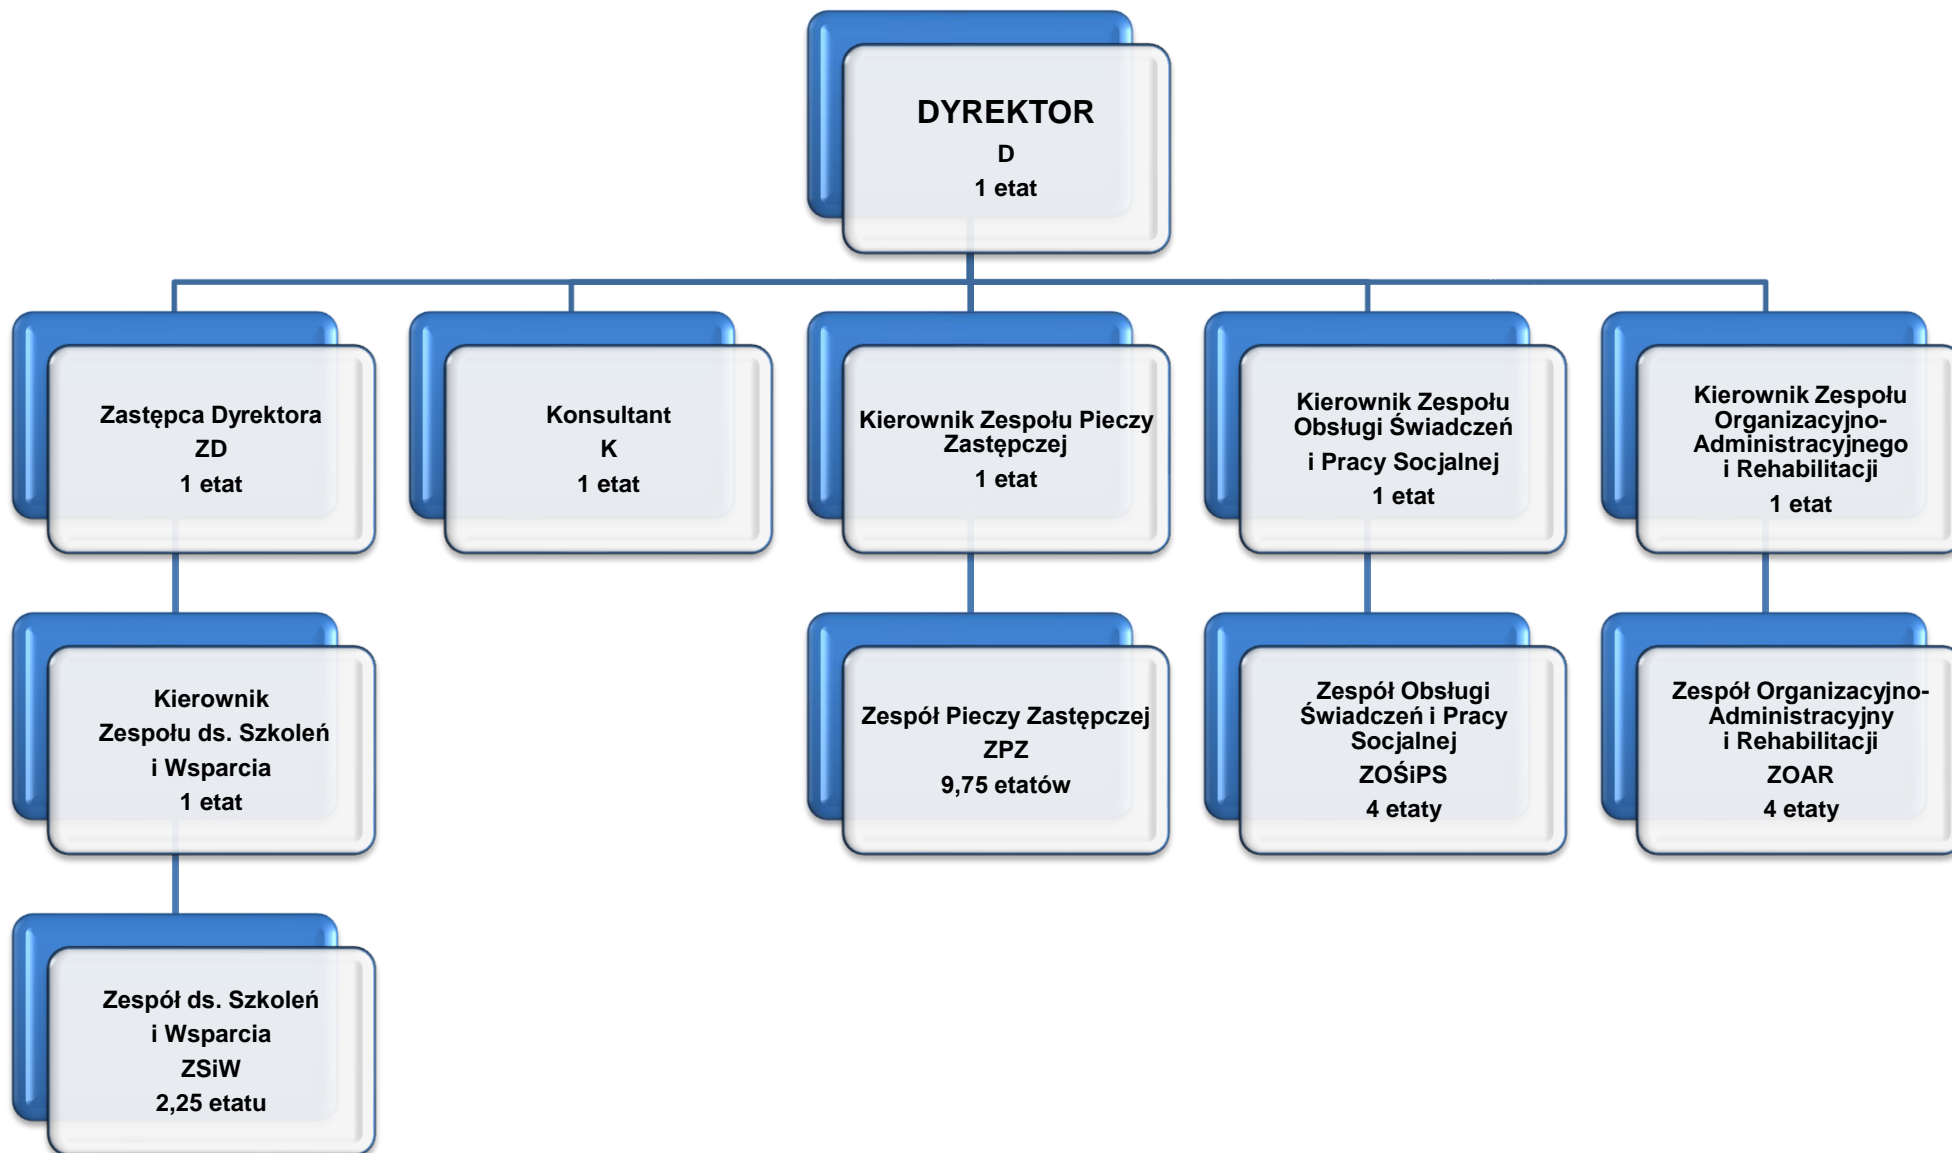 DYREKTOR
D
1 etat
Zastępca Dyrektora
ZD
1 etat
Konsultant
K
1 etat
Kierownik Zespołu Pieczy
Zastępczej
1 etat
Kierownik Zespołu
Obsługi Świadczeń
i Pracy Socjalnej
1 etat
Kierownik Zespołu
Organizacyjno-
Administracyjnego
i Rehabilitacji
1 etat
Kierownik
Zespołu ds. Szkoleń
i Wsparcia
1 etat
Zespół Pieczy Zastępczej
ZPZ
9,75 etatów
Zespół Obsługi
Świadczeń i Pracy
Socjalnej
ZOŚiPS
4 etaty
Zespół Organizacyjno-
Administracyjny
i Rehabilitacji
ZOAR
4 etaty
Zespół ds. Szkoleń
i Wsparcia
ZSiW
2,25 etatu